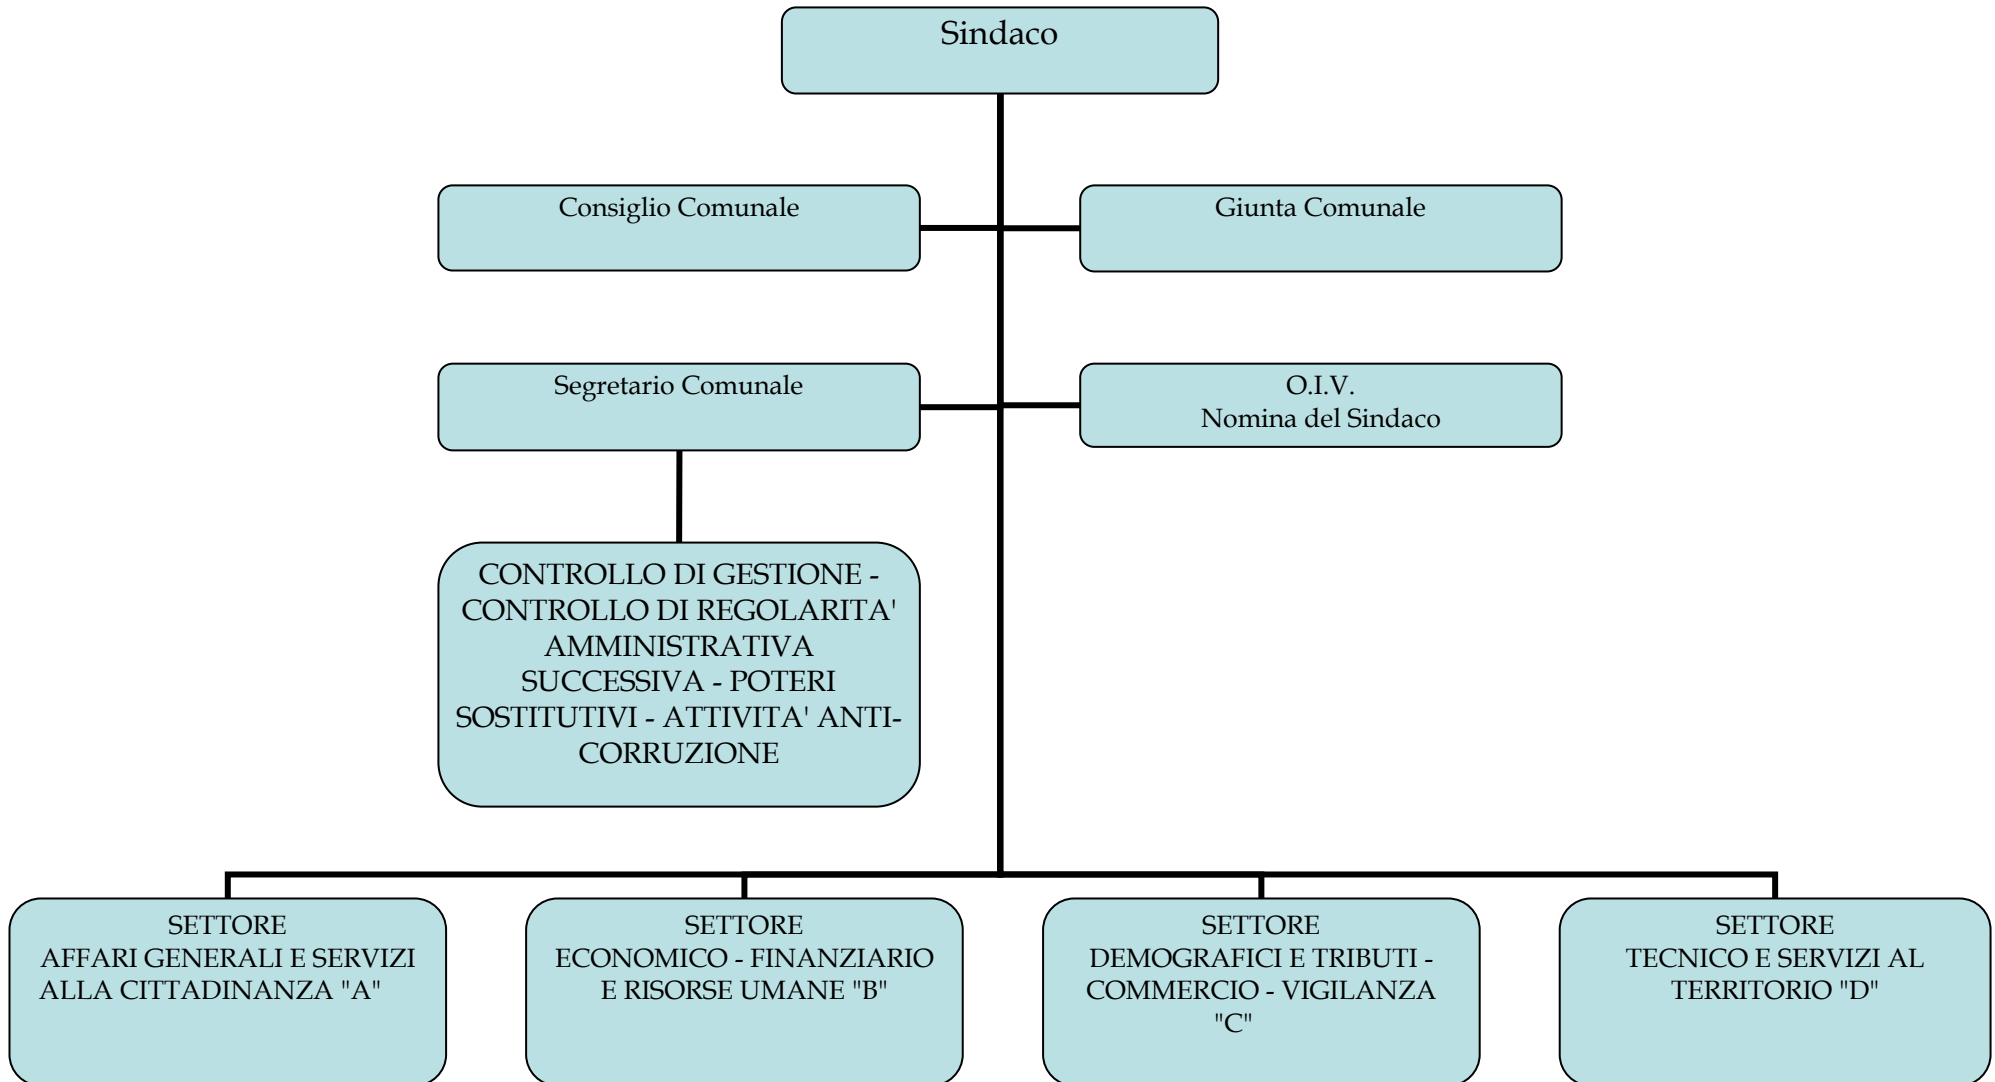 Sindaco
Consiglio Comunale
Giunta Comunale
Segretario Comunale
O.I.V.
Nomina del Sindaco
CONTROLLO DI GESTIONE -
CONTROLLO DI REGOLARITA'
AMMINISTRATIVA
SUCCESSIVA - POTERI
SOSTITUTIVI - ATTIVITA' ANTI-
CORRUZIONE
SETTORE
AFFARI GENERALI E SERVIZI
ALLA CITTADINANZA "A"
SETTORE
ECONOMICO - FINANZIARIO
E RISORSE UMANE "B"
SETTORE
DEMOGRAFICI E TRIBUTI -
COMMERCIO - VIGILANZA
"C"
SETTORE
TECNICO E SERVIZI AL
TERRITORIO "D"